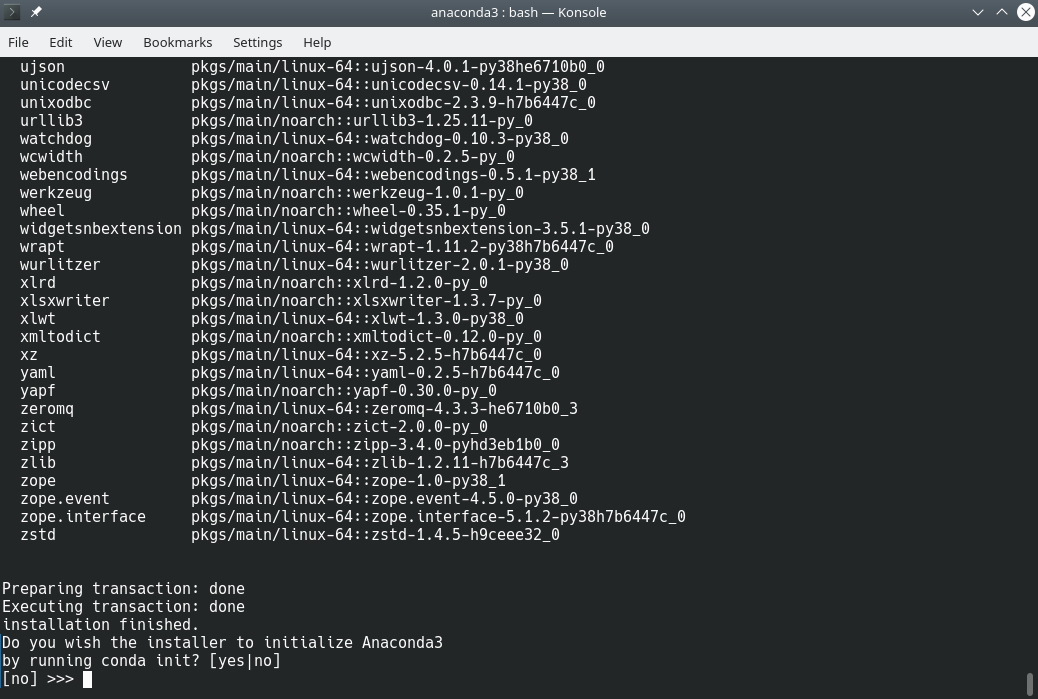 anaconda3 : bash — Konsole
File Edit View Bookmarks Settings Help
ujson pkgs/main/linux-64::ujson-4.0.1-py38he6710b0_0
unicodecsv pkgs/main/linux-64::unicodecsv-0.14.1-py38_0
unixodbc pkgs/main/linux-64::unixodbc-2.3.9-h7b6447c_0
urllib3 pkgs/main/noarch::urllib3-1.25.11-py_0
watchdog pkgs/main/linux-64::watchdog-0.10.3-py38_0
wcwidth pkgs/main/noarch::wcwidth-0.2.5-py_0
webencodings pkgs/main/linux-64::webencodings-0.5.1-py38_1
werkzeug pkgs/main/noarch::werkzeug-1.0.1-py_0
wheel pkgs/main/noarch::wheel-0.35.1-py_0
widgetsnbextension pkgs/main/linux-64::widgetsnbextension-3.5.1-py38_0
wrapt pkgs/main/linux-64::wrapt-1.11.2-py38h7b6447c_0
wurlitzer pkgs/main/linux-64::wurlitzer-2.0.1-py38_0
xlrd pkgs/main/noarch::xlrd-1.2.0-py_0
xlsxwriter pkgs/main/noarch::xlsxwriter-1.3.7-py_0
xlwt pkgs/main/linux-64::xlwt-1.3.0-py38_0
xmltodict pkgs/main/noarch::xmltodict-0.12.0-py_0
xz pkgs/main/linux-64::xz-5.2.5-h7b6447c_0
yaml pkgs/main/linux-64::yaml-0.2.5-h7b6447c_0
yapf pkgs/main/noarch::yapf-0.30.0-py_0
zeromq pkgs/main/linux-64::zeromq-4.3.3-he6710b0_3
zict pkgs/main/noarch::zict-2.0.0-py_0
zipp pkgs/main/noarch::zipp-3.4.0-pyhd3eb1b0_0
zlib pkgs/main/linux-64::zlib-1.2.11-h7b6447c_3
zope pkgs/main/linux-64::zope-1.0-py38_1
zope.event pkgs/main/linux-64::zope.event-4.5.0-py38_0
zope.interface pkgs/main/linux-64::zope.interface-5.1.2-py38h7b6447c_0
zstd pkgs/main/linux-64::zstd-1.4.5-h9ceee32_0
Preparing transaction: done
Executing transaction: done
installation finished.
Do you wish the installer to initialize Anaconda3
by running conda init? [yes|no]
[no] >>>